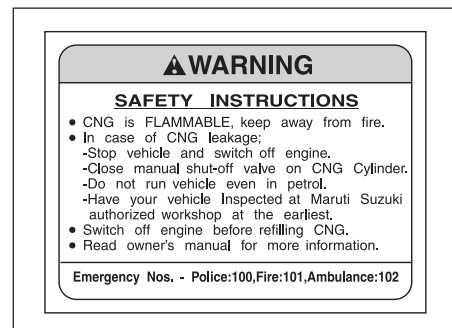 WARNING
SAFETY INSTRUCTIONS
• CNG is FLAMMABLE, keep away from fire.
• In case of CNG leakage;
-Stop vehicle and switch off engine.
-Close manual shut-off valve on CNG Cylinder.
-Do not run vehicle even in petrol.
-Have your vehicle Inspected at Maruti Suzuki
authorized workshop at the earliest.
• Switch off engine before refilling CNG.
• Read owner's manual for more information.
Emergency Nos. - Police:100,Fire:101,Ambulance:102